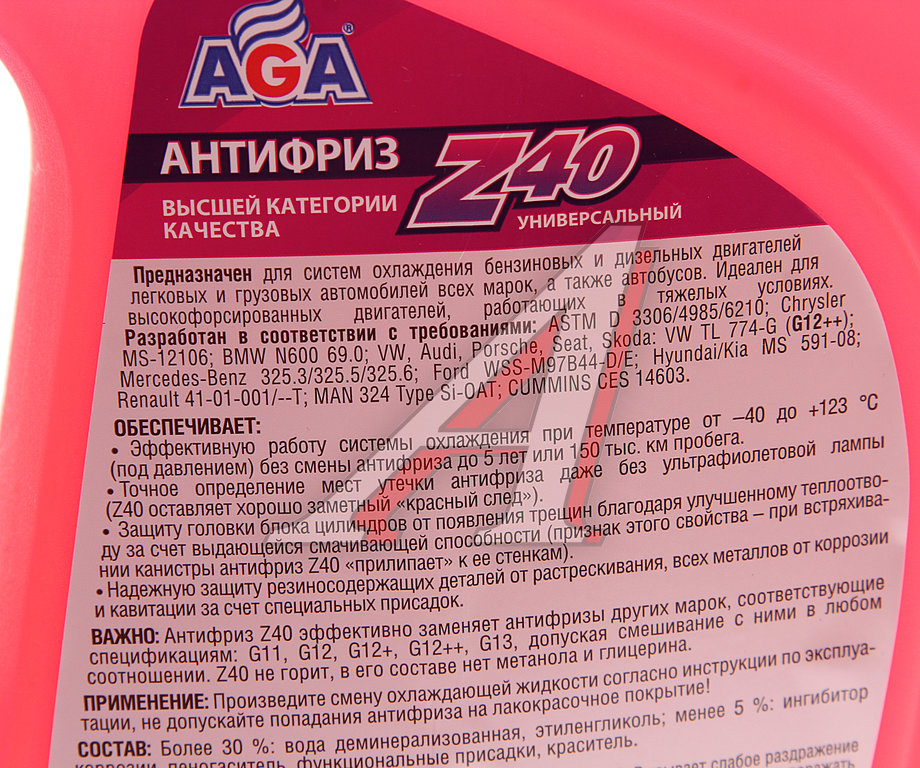 AGA®
АНТИФРИЗ Z40
ВЫСШЕЙ КАТЕГОРИИ
КАЧЕСТВА
УНИВЕРСАЛЬНЫЙ
Предназначен для систем охлаждения бензиновых и дизельных двигателей
легковых и грузовых автомобилей всех марок, а также автобусов. Идеален для
высокофорсированных двигателей, работающих в тяжелых условиях.
Разработан в соответствии с требованиями: ASTM D 3306/4985/6210; Chrysler
MS-12106; BMW N600 69.0; VW, Audi, Porsche, Seat, Skoda: VW TL 774-G (G12++);
Mercedes-Benz 325.3/325.5/325.6; Ford WSS-M97B44-D/E; Hyundai/Kia MS 591-08;
Renault 41-01-001/--T; MAN 324 Type Si-OAT; CUMMINS CES 14603.
ОБЕСПЕЧИВАЕТ:
• Эффективную работу системы охлаждения при температуре от –40 до +123 °C
(под давлением) без смены антифриза до 5 лет или 150 тыс. км пробега.
• Точное определение мест утечки антифриза даже без ультрафиолетовой лампы
(Z40 оставляет хорошо заметный «красный след»).
• Защиту головки блока цилиндров от появления трещин благодаря улучшенному теплоотво-
ду за счет выдающейся смачивающей способности (признак этого свойства – при встряхива-
нии канистры антифриз Z40 «прилипает» к ее стенкам).
• Надежную защиту резиносодержащих деталей от растрескивания, всех металлов от коррозии
и кавитации за счет специальных присадок.
ВАЖНО: Антифриз Z40 эффективно заменяет антифризы других марок, соответствующие
спецификациям: G11, G12, G12+, G12++, G13, допуская смешивание с ними в любом
соотношении. Z40 не горит, в его составе нет метанола и глицерина.
ПРИМЕНЕНИЕ: Произведите смену охлаждающей жидкости согласно инструкции по эксплуа-
тации, не допускайте попадания антифриза на лакокрасочное покрытие!
СОСТАВ: Более 30 %: вода деминерализованная, этиленгликоль; менее 5 %: ингибитор
коррозии, пеногаситель, функциональные присадки, краситель.
слабое раздражение